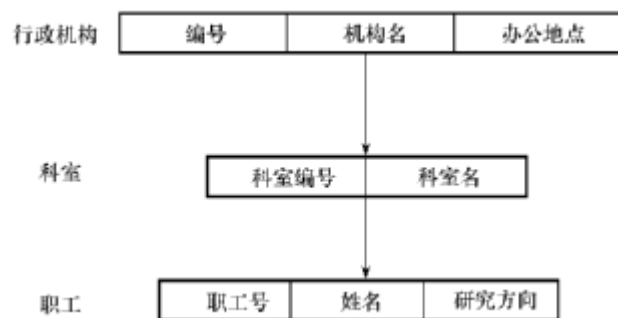 行政机构 编号 机构名 办公地点
科室 科室编号 科室名
职工 职工号 姓名 研究方向